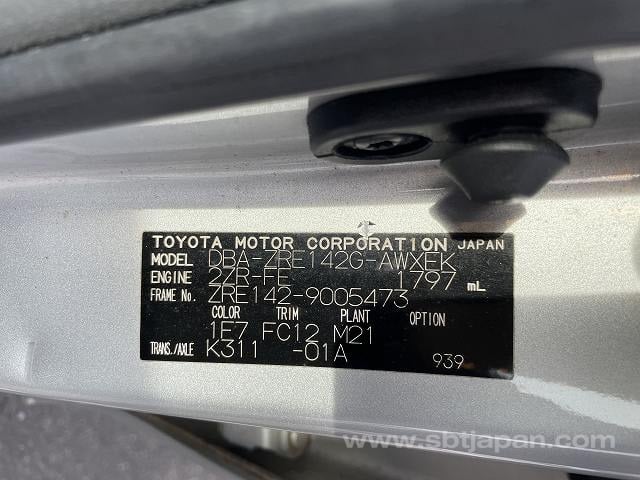 TOYOTA MOTOR CORPORATION JAPAN
MODEL DBA-ZRE142G-AWXEK
ENGINE 2ZR-FE 1797 mL
FRAME No. ZRE142-9005473
COLOR TRIM PLANT OPTION
1F7 FC12 M21
TRANS./AXLE K311 -01A 939
www.sbtjapan.com